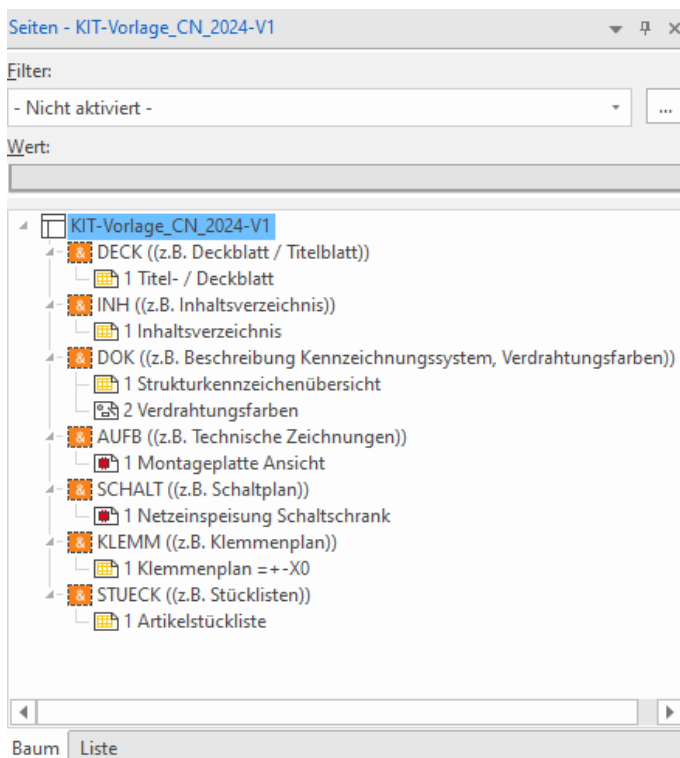 Seiten - KIT-Vorlage_CN_2024-V1
Filter:
- Nicht aktiviert -
...
Wert:
KIT-Vorlage_CN_2024-V1
& DECK ((z.B. Deckblatt / Titelblatt))
1 Titel- / Deckblatt
& INH ((z.B. Inhaltsverzeichnis))
1 Inhaltsverzeichnis
& DOK ((z.B. Beschreibung Kennzeichnungssystem, Verdrahtungsfarben))
1 Strukturkennzeichenübersicht
2 Verdrahtungsfarben
& AUFB ((z.B. Technische Zeichnungen))
1 Montageplatte Ansicht
& SCHALT ((z.B. Schaltplan))
1 Netzeinspeisung Schaltschrank
& KLEMM ((z.B. Klemmenplan))
1 Klemmenplan =+-X0
& STUECK ((z.B. Stücklisten))
1 Artikelstückliste
Baum Liste